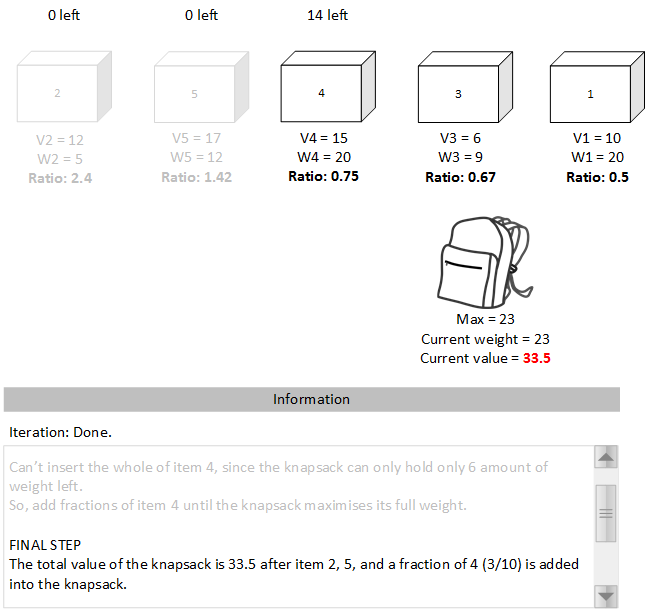 0 left 0 left 14 left
2 5 4 3 1
V2 = 12 V5 = 17 V4 = 15 V3 = 6 V1 = 10
W2 = 5 W5 = 12 W4 = 20 W3 = 9 W1 = 20
Ratio: 2.4 Ratio: 1.42 Ratio: 0.75 Ratio: 0.67 Ratio: 0.5
Max = 23
Current weight = 23
Current value = 33.5
Information
Iteration: Done.
Can't insert the whole of item 4, since the knapsack can only hold only 6 amount of
weight left.
So, add fractions of item 4 until the knapsack maximises its full weight.
FINAL STEP
The total value of the knapsack is 33.5 after item 2, 5, and a fraction of 4 (3/10) is added
into the knapsack.